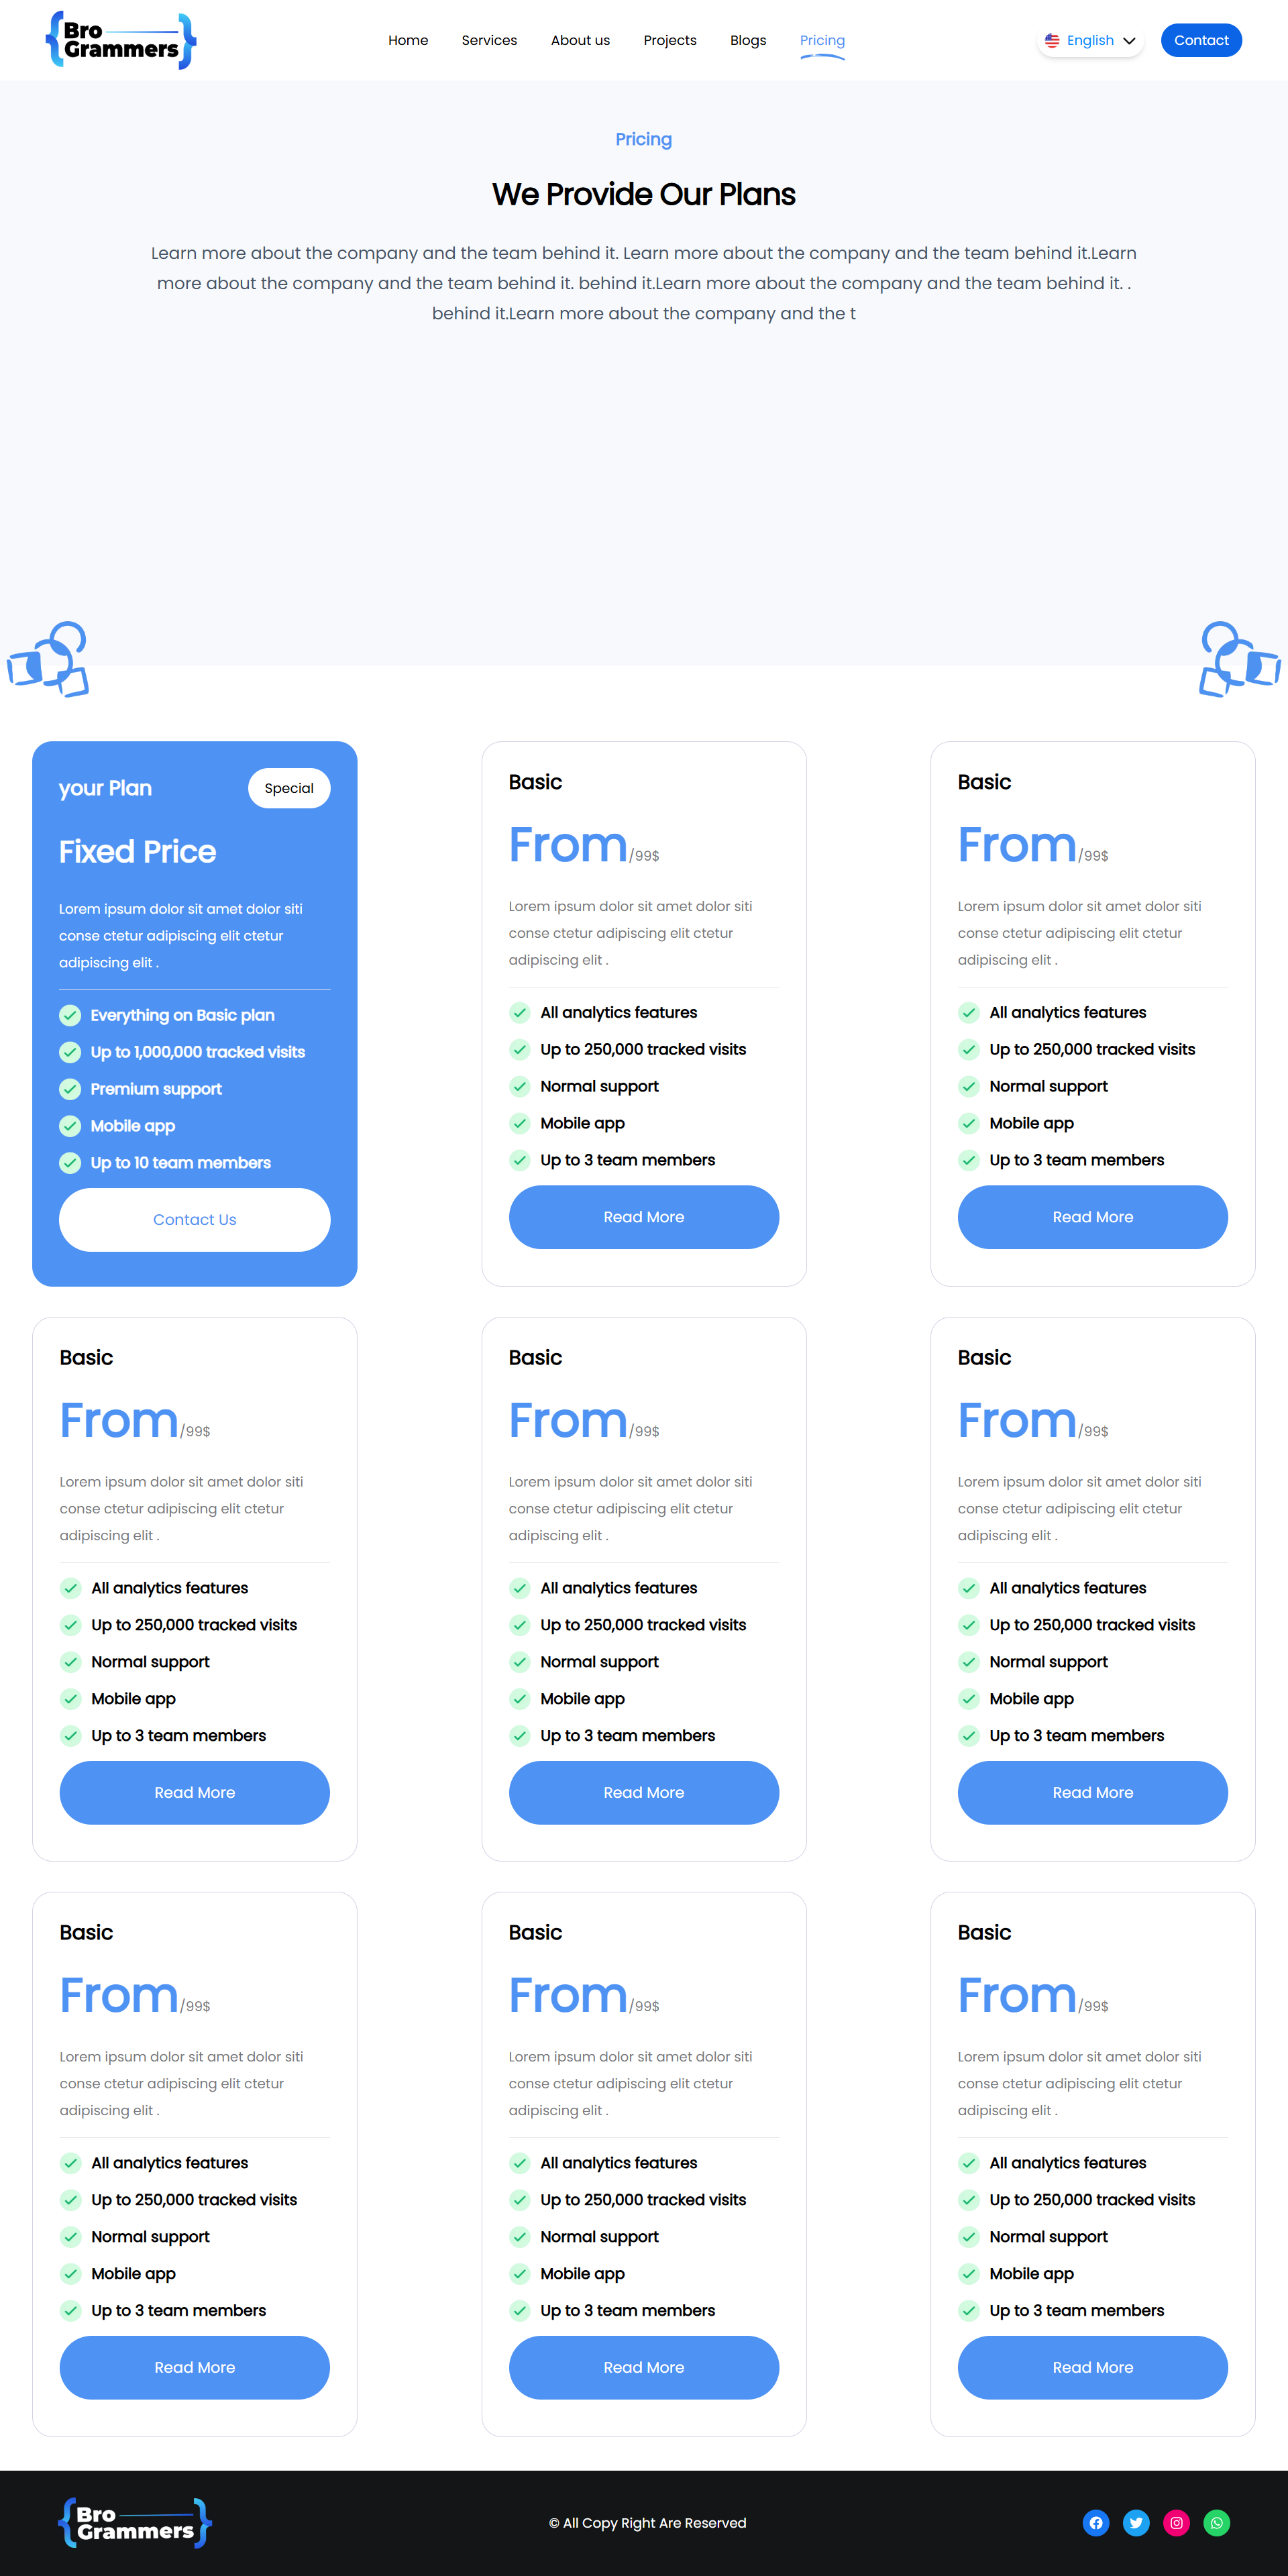 Bro
Grammers
Home
Services
About us
Projects
Blogs
Pricing
English
Contact
Pricing
We Provide Our Plans
Learn more about the company and the team behind it. Learn more about the company and the team behind it.Learn
more about the company and the team behind it. behind it.Learn more about the company and the team behind it. .
behind it.Learn more about the company and the t
your Plan
Special
Fixed Price
Lorem ipsum dolor sit amet dolor siti
conse ctetur adipiscing elit ctetur
adipiscing elit .
Everything on Basic plan
Up to 1,000,000 tracked visits
Premium support
Mobile app
Up to 10 team members
Contact Us
Basic
From/99$
Lorem ipsum dolor sit amet dolor siti
conse ctetur adipiscing elit ctetur
adipiscing elit .
All analytics features
Up to 250,000 tracked visits
Normal support
Mobile app
Up to 3 team members
Read More
Basic
From/99$
Lorem ipsum dolor sit amet dolor siti
conse ctetur adipiscing elit ctetur
adipiscing elit .
All analytics features
Up to 250,000 tracked visits
Normal support
Mobile app
Up to 3 team members
Read More
Basic
From/99$
Lorem ipsum dolor sit amet dolor siti
conse ctetur adipiscing elit ctetur
adipiscing elit .
All analytics features
Up to 250,000 tracked visits
Normal support
Mobile app
Up to 3 team members
Read More
Basic
From/99$
Lorem ipsum dolor sit amet dolor siti
conse ctetur adipiscing elit ctetur
adipiscing elit .
All analytics features
Up to 250,000 tracked visits
Normal support
Mobile app
Up to 3 team members
Read More
Basic
From/99$
Lorem ipsum dolor sit amet dolor siti
conse ctetur adipiscing elit ctetur
adipiscing elit .
All analytics features
Up to 250,000 tracked visits
Normal support
Mobile app
Up to 3 team members
Read More
Basic
From/99$
Lorem ipsum dolor sit amet dolor siti
conse ctetur adipiscing elit ctetur
adipiscing elit .
All analytics features
Up to 250,000 tracked visits
Normal support
Mobile app
Up to 3 team members
Read More
Basic
From/99$
Lorem ipsum dolor sit amet dolor siti
conse ctetur adipiscing elit ctetur
adipiscing elit .
All analytics features
Up to 250,000 tracked visits
Normal support
Mobile app
Up to 3 team members
Read More
Basic
From/99$
Lorem ipsum dolor sit amet dolor siti
conse ctetur adipiscing elit ctetur
adipiscing elit .
All analytics features
Up to 250,000 tracked visits
Normal support
Mobile app
Up to 3 team members
Read More
Bro
Grammers
© All Copy Right Are Reserved